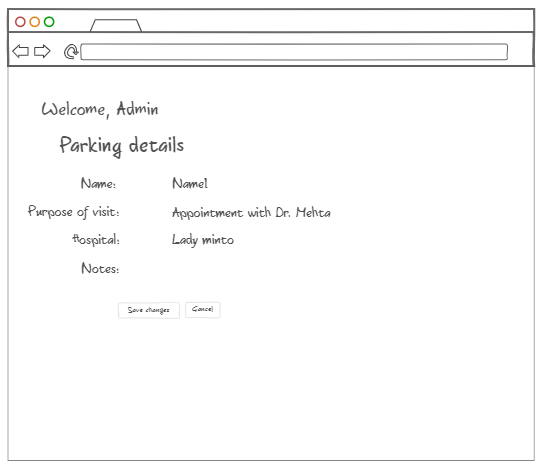 Welcome, Admin
Parking details
Name: Name1
Purpose of visit: Appointment with Dr. Mehta
Hospital: Lady minto
Notes:
Save changes Cancel